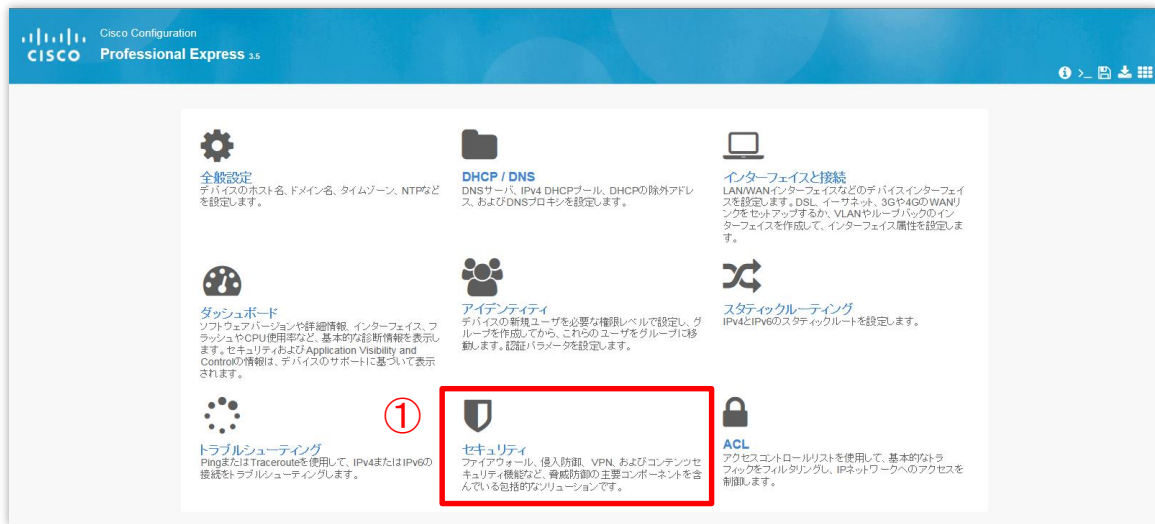 Cisco Configuration
CISCO
Professional Express 3.5
全般設定
デバイスのホスト名、ドメイン名、タイムゾーン、NTPなど
を設定します。
DHCP / DNS
DNSサーバ、IPv4 DHCPプール、DHCPの除外アドレ
ス、およびDNSプロキシを設定します。
インターフェイスと接続
LAN/WANインターフェイスなどのデバイスインターフェイ
スを設定します。DSL、イーサネット、3Gや4GのWANリ
ンクをセットアップするか、VLANやループバックのイン
ターフェイスを作成して、インターフェイス属性を設定しま
す。
ダッシュボード
ソフトウェアバージョンや詳細情報、インターフェイス、フ
ラッシュやCPU使用率など、基本的な診断情報を表示し
ます。セキュリティおよびApplication Visibility and
Controlの情報は、デバイスのサポートに基づいて表示
されます。
アイデンティティ
デバイスの新規ユーザを必要な権限レベルで設定し、グ
ループを作成してから、これらのユーザをグループに移
動します。認証パラメータを設定します。
スタティックルーティング
IPv4とIPv6のスタティックルートを設定します。
トラブルシューティング
PingまたはTracerouteを使用して、IPv4またはIPv6の
接続をトラブルシューティングします。
①
セキュリティ
ファイアウォール、侵入防御、VPN、およびコンテンツセ
キュリティ機能など、脅威防御の主要コンポーネントを含
んでいる包括的なソリューションです。
ACL
アクセスコントロールリストを使用して、基本的なトラ
フィックをフィルタリングし、IPネットワークへのアクセスを
制御します。